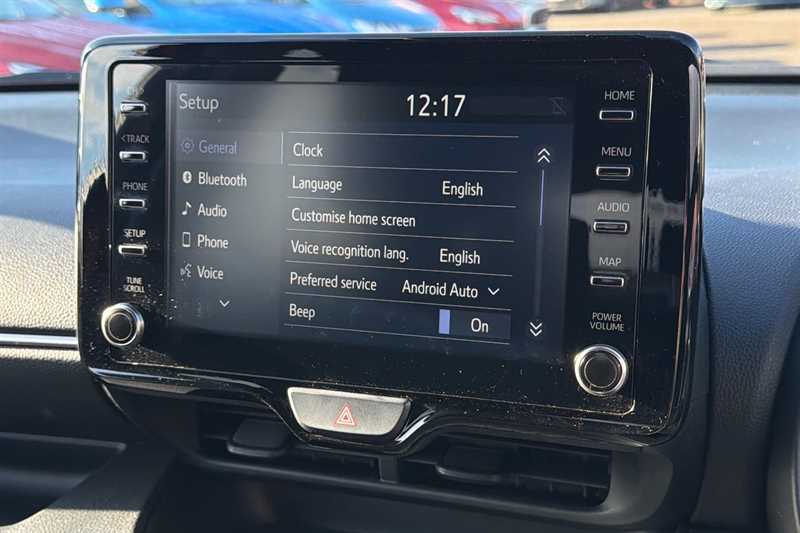 Setup 12:17
General
Bluetooth
Audio
Phone
Voice
Clock
Language English
Customise home screen
Voice recognition lang. English
Preferred service Android Auto
Beep On
<TRACK
PHONE
SETUP
TUNE
SCROLL
HOME
MENU
AUDIO
MAP
POWER
VOLUME